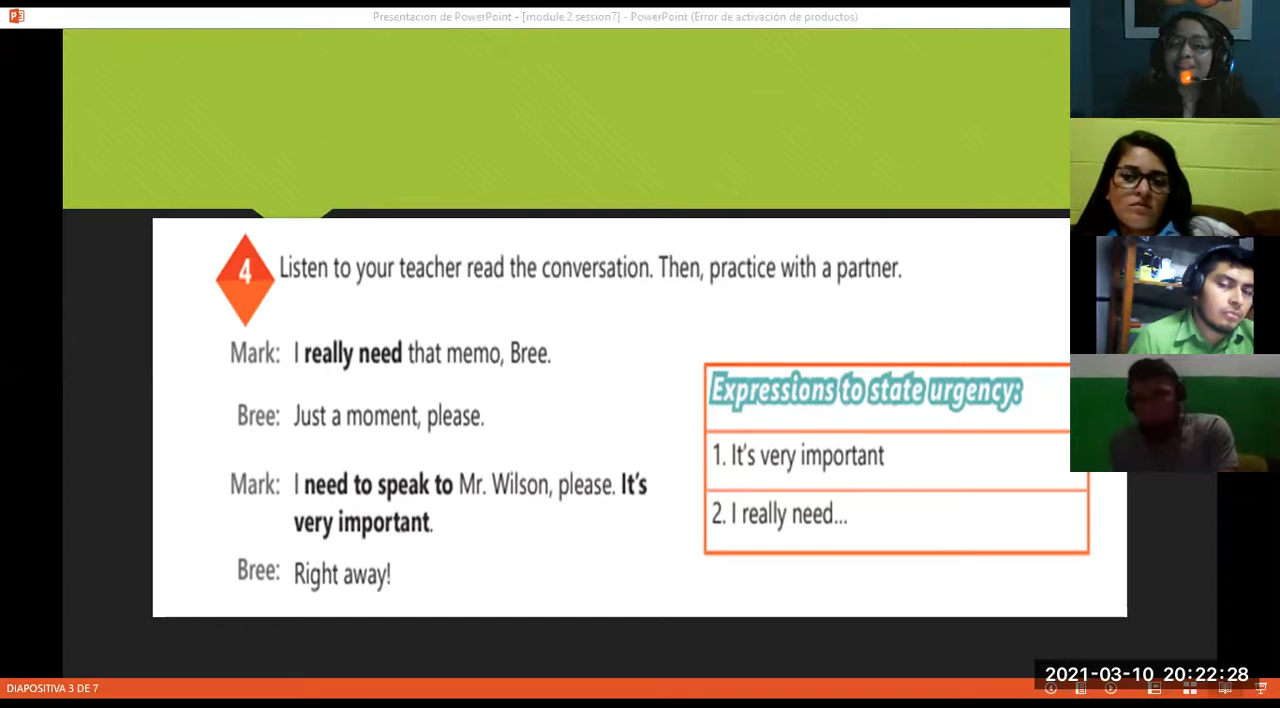 Presentación de PowerPoint - [module 2 session7] - PowerPoint (Error de activación de productos)
4
Listen to your teacher read the conversation. Then, practice with a partner.
Mark: I really need that memo, Bree.
Bree: Just a moment, please.
Mark: I need to speak to Mr. Wilson, please. It's
very important.
Bree: Right away!
Expressions to state urgency:
1. It's very important
2. I really need...
2021-03-10 20:22:28
DIAPOSITIVA 3 DE 7